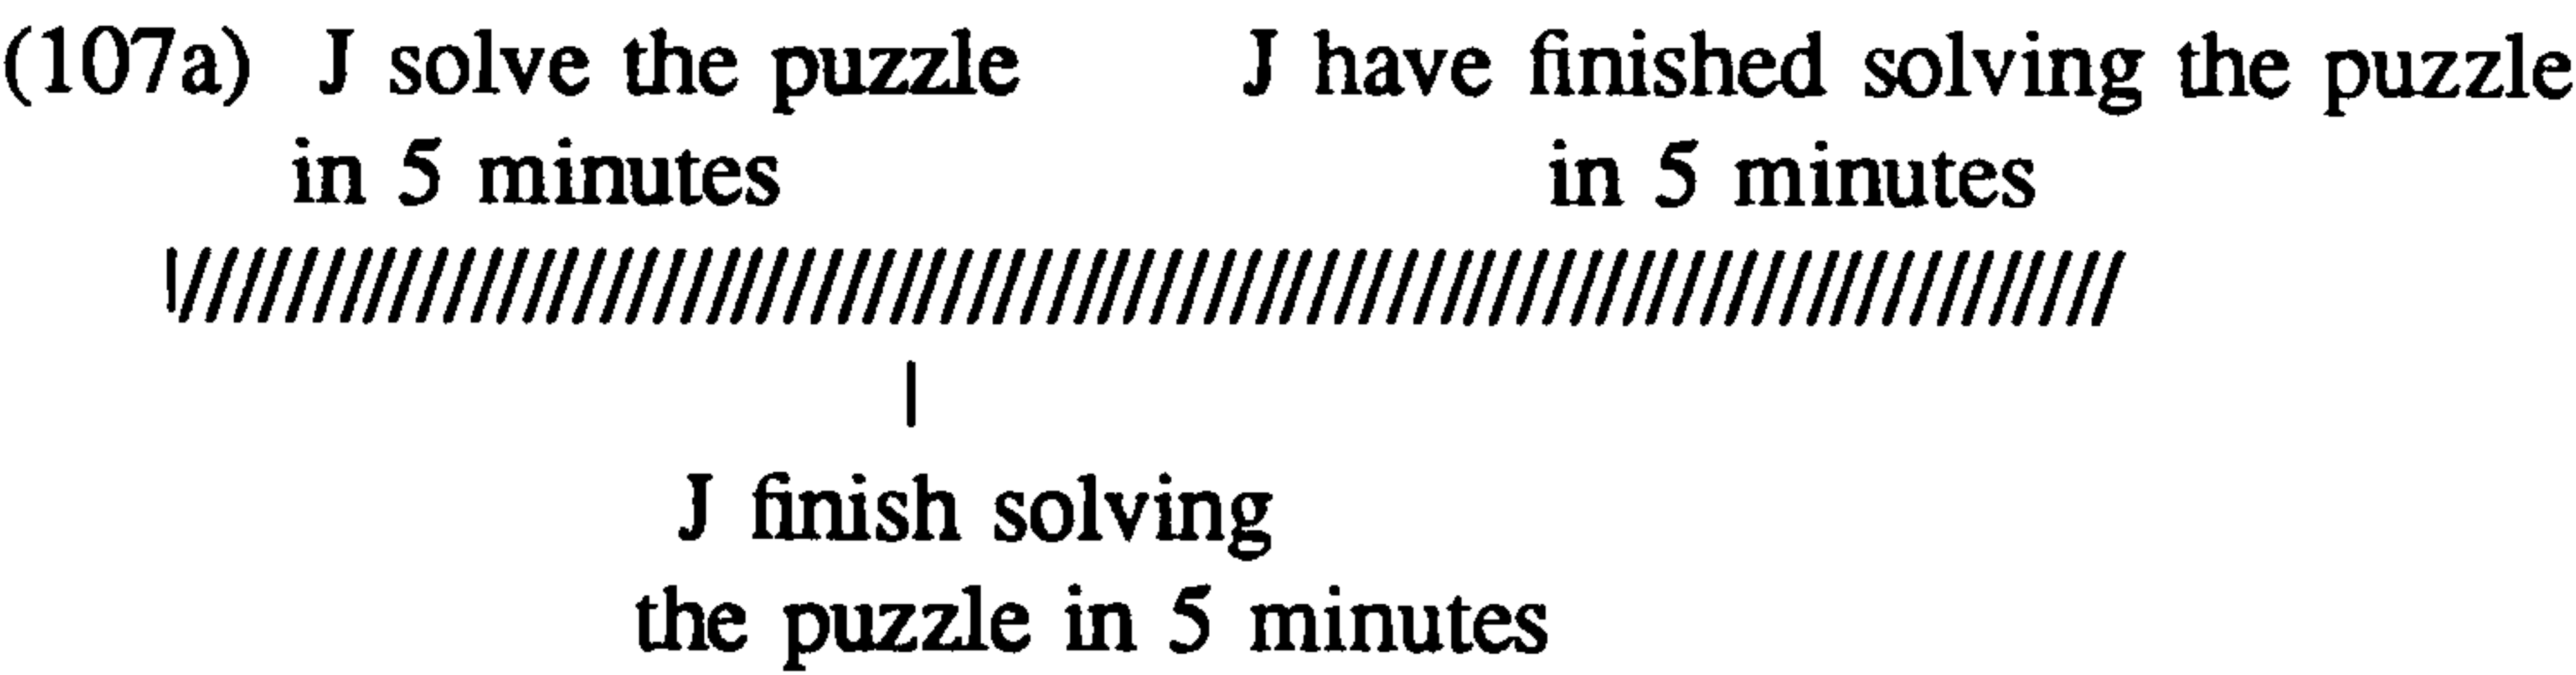 (107a) J solve the puzzle J have finished solving the puzzle
in 5 minutes in 5 minutes
J finish solving
the puzzle in 5 minutes